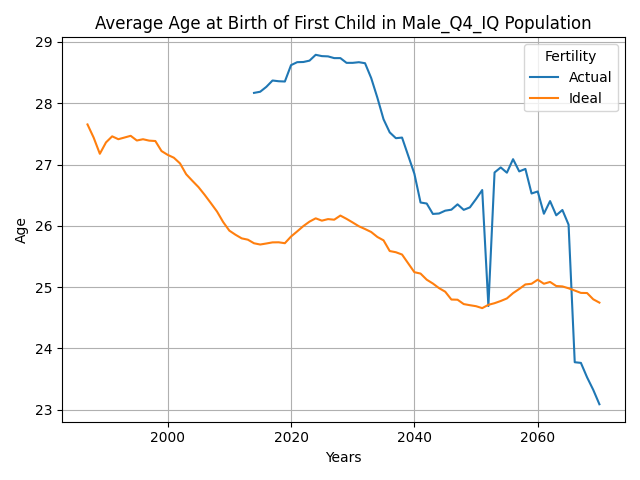 Average Age at Birth of First Child in Male_Q4_IQ Population
Fertility
Actual
Ideal
29
28
27
26
25
24
23
Age
2000
2020
2040
2060
Years